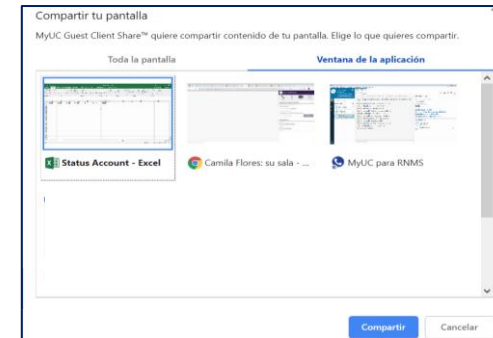 Compartir tu pantalla
MyUC Guest Client Share™ quiere compartir contenido de tu pantalla. Elige lo que quieres compartir.
Toda la pantalla
Ventana de la aplicación
Status Account - Excel
Camila Flores: su sala - ...
MyUC para RNMS
Compartir
Cancelar